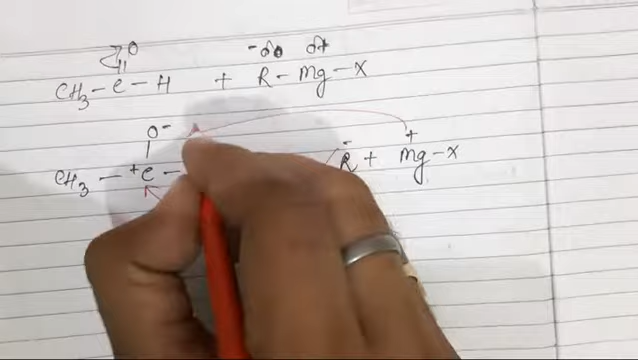 O
-δ δ+
CH3 - C - H + R - Mg - X
O- +
CH3 - +C - R- + Mg - X